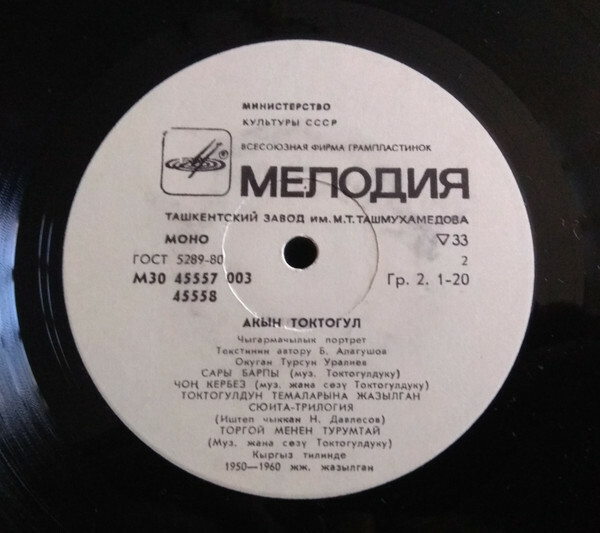 МИНИСТЕРСТВО
КУЛЬТУРЫ СССР
ВСЕСОЮЗНАЯ ФИРМА ГРАМПЛАСТИНОК
МЕЛОДИЯ
ТАШКЕНТСКИЙ ЗАВОД ИМ. М.Т. ТАШМУХАМЕДОВА
МОНО ▽33
ГОСТ 5289-80 2
М30 45557 003 Гр. 2. 1-20
45558
АКЫН ТОКТОГУЛ
Чыгармачылык портрет
Текстинин автору Б. Алагушов
Окуган Турсун Уралиев
САРЫ БАРПЫ (муз. Токтогулдуку)
ЧОҢ КЕРБЕЗ (муз. жана сөзү Токтогулдуку)
ТОКТОГУЛДУН ТЕМАЛАРЫНА ЖАЗЫЛГАН
СЮИТА-ТРИЛОГИЯ
(Иштеп чыккан Н. Давлесов)
ТОРГОЙ МЕНЕН ТУРУМТАЙ
(Муз. жана сөзү Токтогулдуку)
Кыргыз тилинде
1950—1960 жж. жазылган